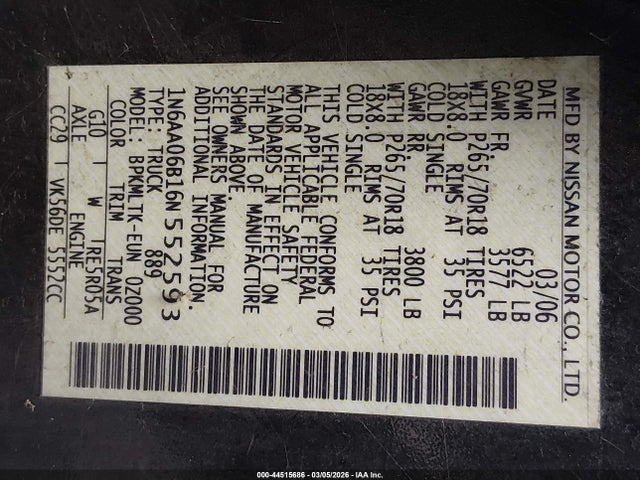 MFD BY NISSAN MOTOR CO., LTD.
DATE 03/06
GVWR 6522 LB
GAWR FR. 3577 LB
WITH P265/70R18 TIRES
18X8.0 RIMS AT 35 PSI
COLD SINGLE
GAWR RR 3800 LB
WITH P265/70R18 TIRES
18X8.0 RIMS AT 35 PSI
COLD SINGLE
THIS VEHICLE CONFORMS TO
ALL APPLICABLE FEDERAL
MOTOR VEHICLE SAFETY
STANDARDS IN EFFECT ON
THE DATE OF MANUFACTURE
SHOWN ABOVE.
SEE OWNERS MANUAL FOR
ADDITIONAL INFORMATION.
1N6AA06B16N552593
TYPE: TRUCK 889
MODEL: BPKMLTK-EUN OZ000
COLOR TRIM TRANS
G10 | W | RE5R05A
AXLE ENGINE
CC29 | VK56DE 5552CC
000-44515686 - 03/05/2026 - IAA Inc.